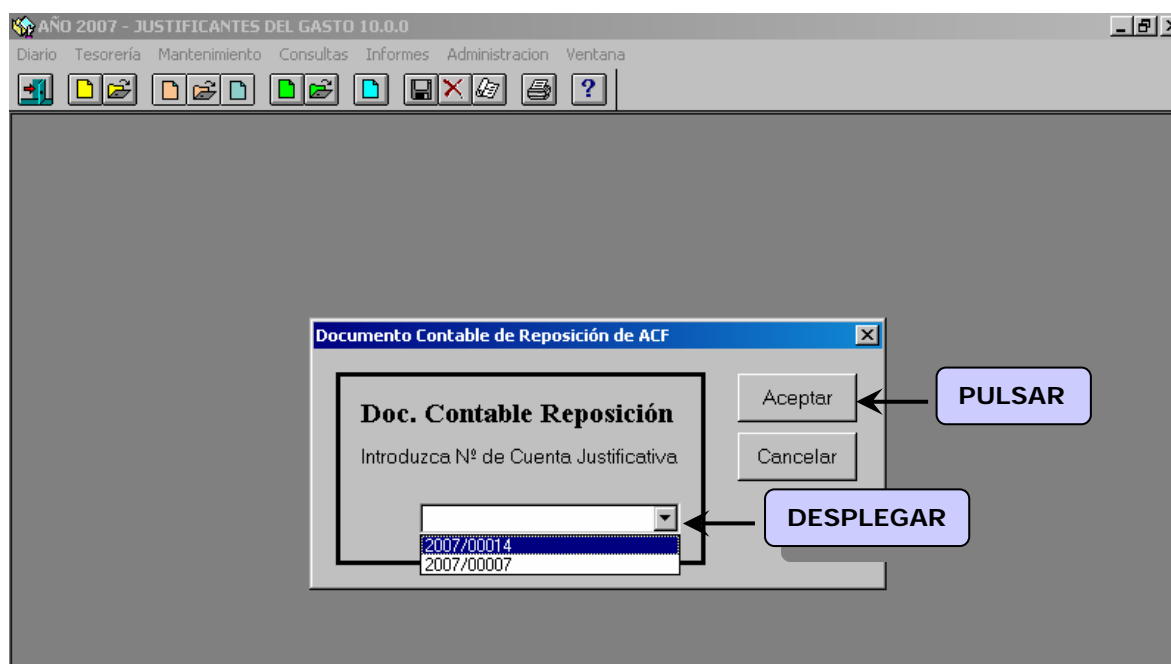 AÑO 2007 - JUSTIFICANTES DEL GASTO 10.0.0
Diario Tesorería Mantenimiento Consultas Informes Administracion Ventana
?
Documento Contable de Reposición de ACF
Doc. Contable Reposición
Introduzca Nº de Cuenta Justificativa
Aceptar
PULSAR
Cancelar
DESPLEGAR
2007/00014
2007/00007